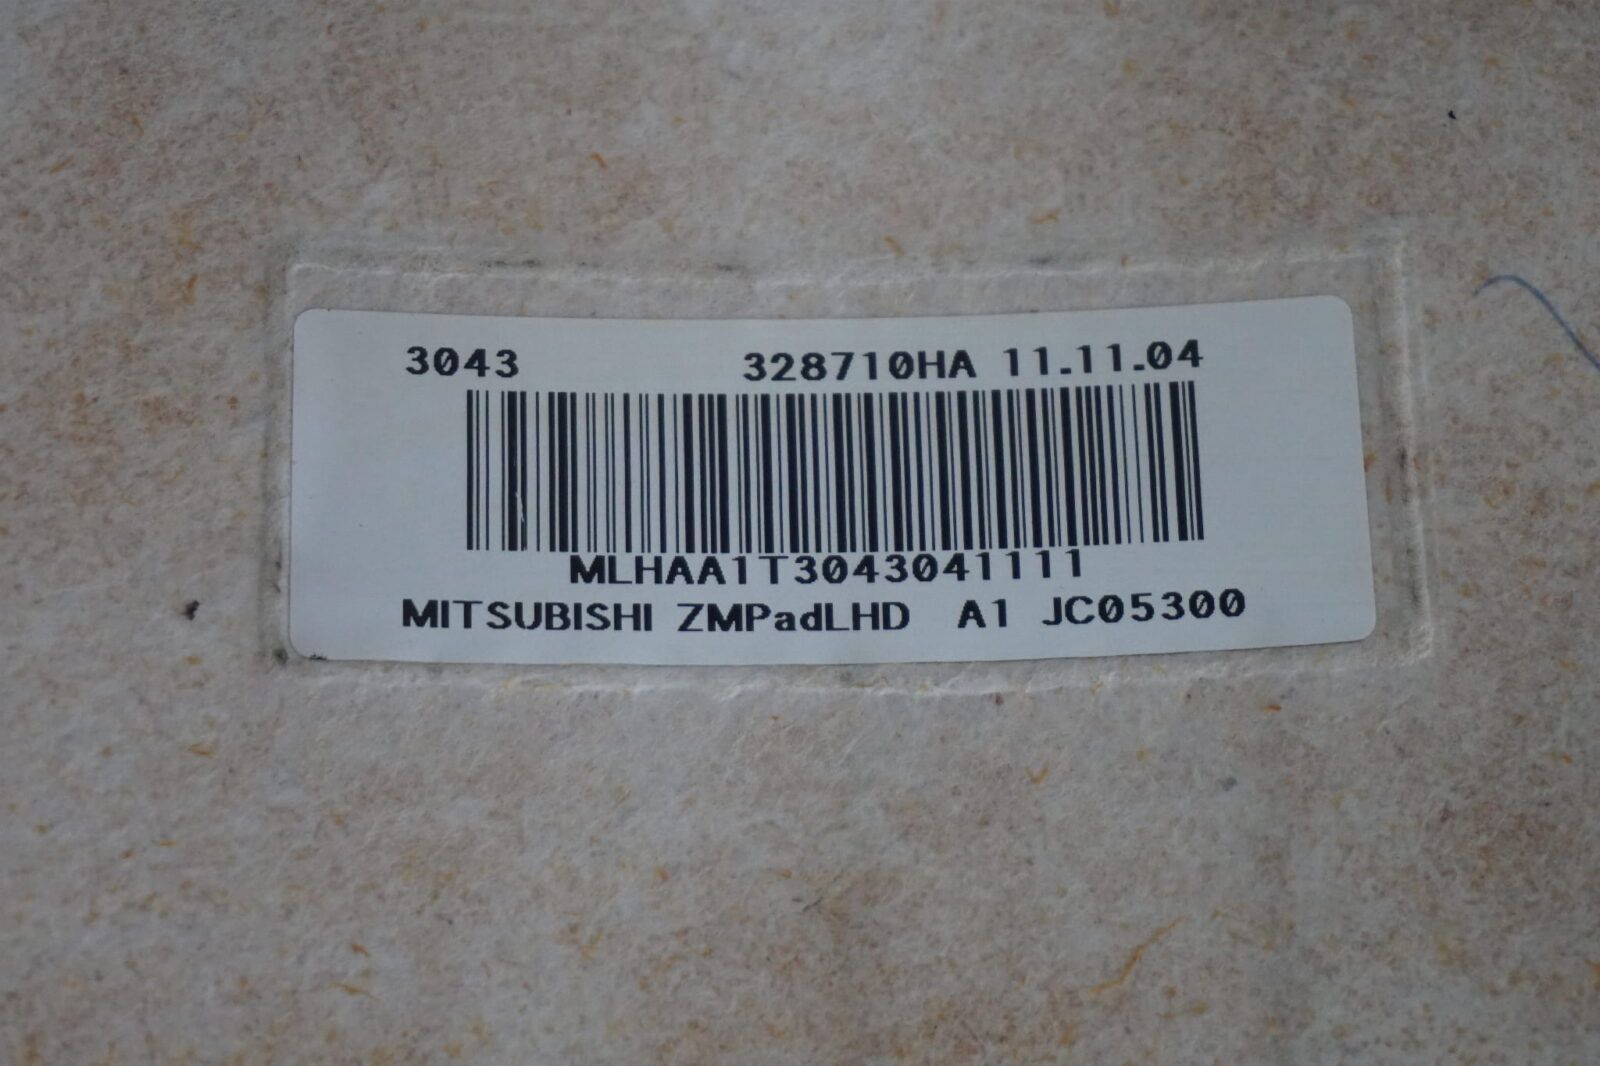 3043 328710HA 11.11.04
MLHAA1T3043041111
MITSUBISHI ZMPadLHD A1 JC05300